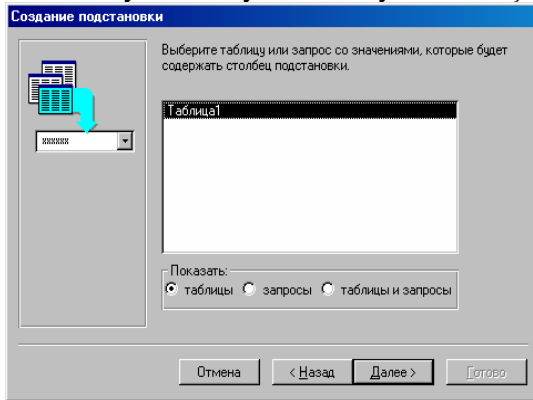 Создание подстановки
Выберите таблицу или запрос со значениями, которые будет
содержать столбец подстановки.
Таблица1
xxxxxx
Показать:
таблицы запросы таблицы и запросы
Отмена < Назад Далее > Готово